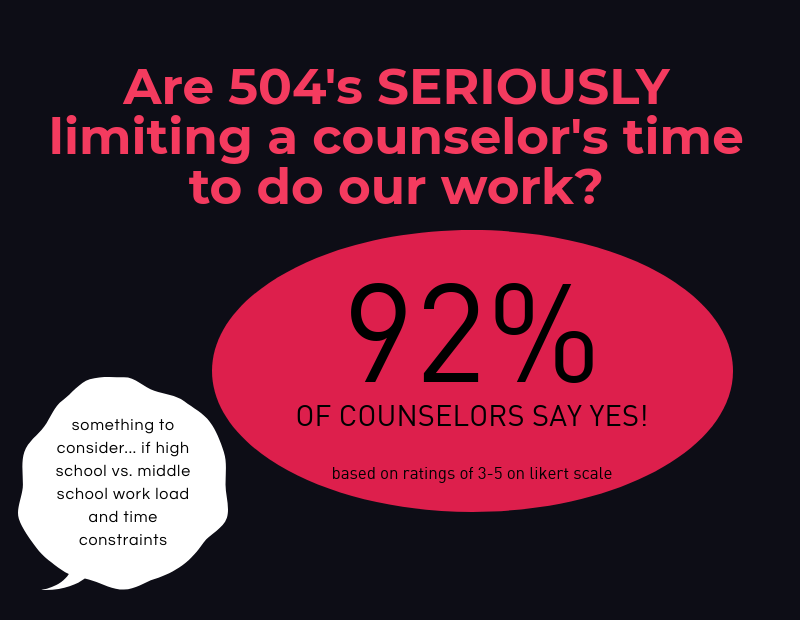 Are 504's SERIOUSLY
limiting a counselor's time
to do our work?
92%
OF COUNSELORS SAY YES!
based on ratings of 3-5 on likert scale
something to
consider... if high
school vs. middle
school work load
and time
constraints